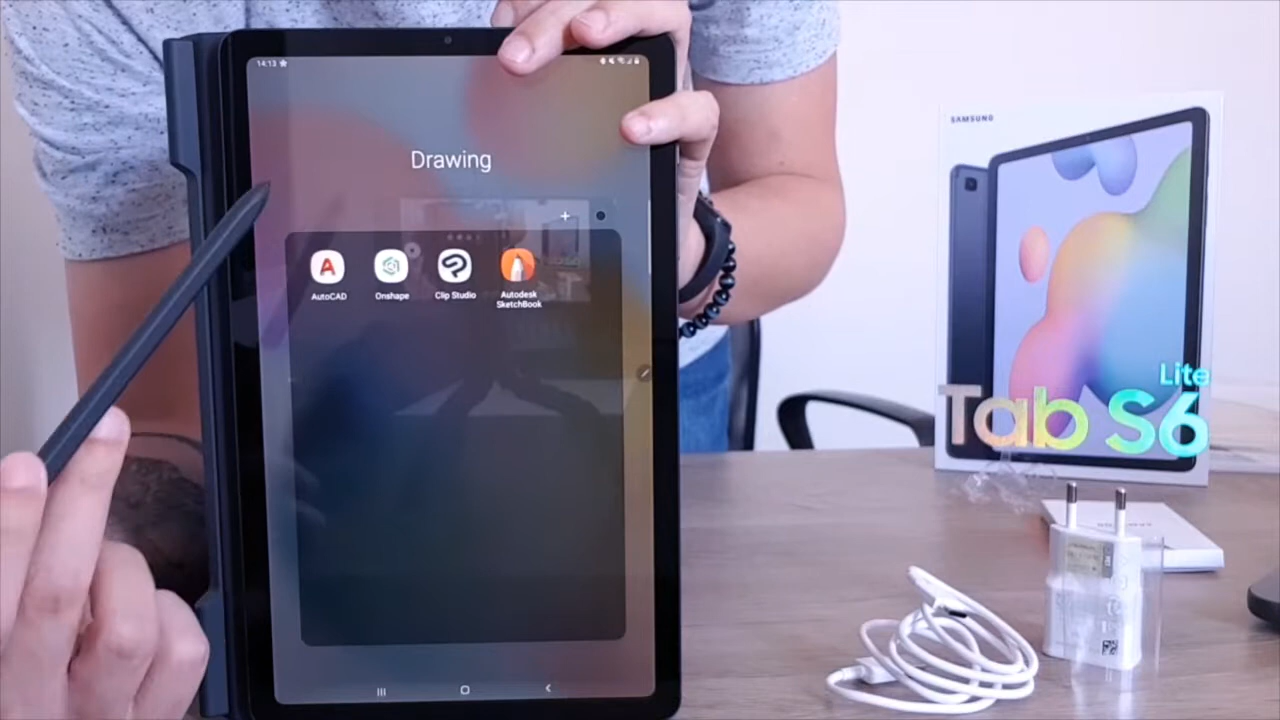 14:13
Drawing
AutoCAD
Onshape
Clip Studio
Autodesk
SketchBook
SAMSUNG
Lite
Tab S6